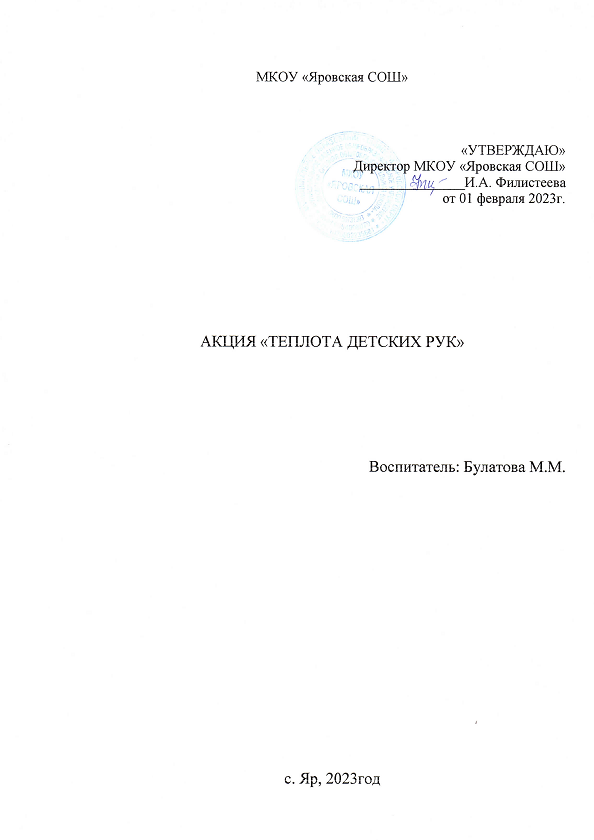 МКОУ «Яровская СОШ»
«УТВЕРЖДАЮ»
Директор МКОУ «Яровская СОШ»
_______________И.А. Филистеева
от 01 февраля 2023г.
АКЦИЯ «ТЕПЛОТА ДЕТСКИХ РУК»
Воспитатель: Булатова М.М.
с. Яр, 2023год